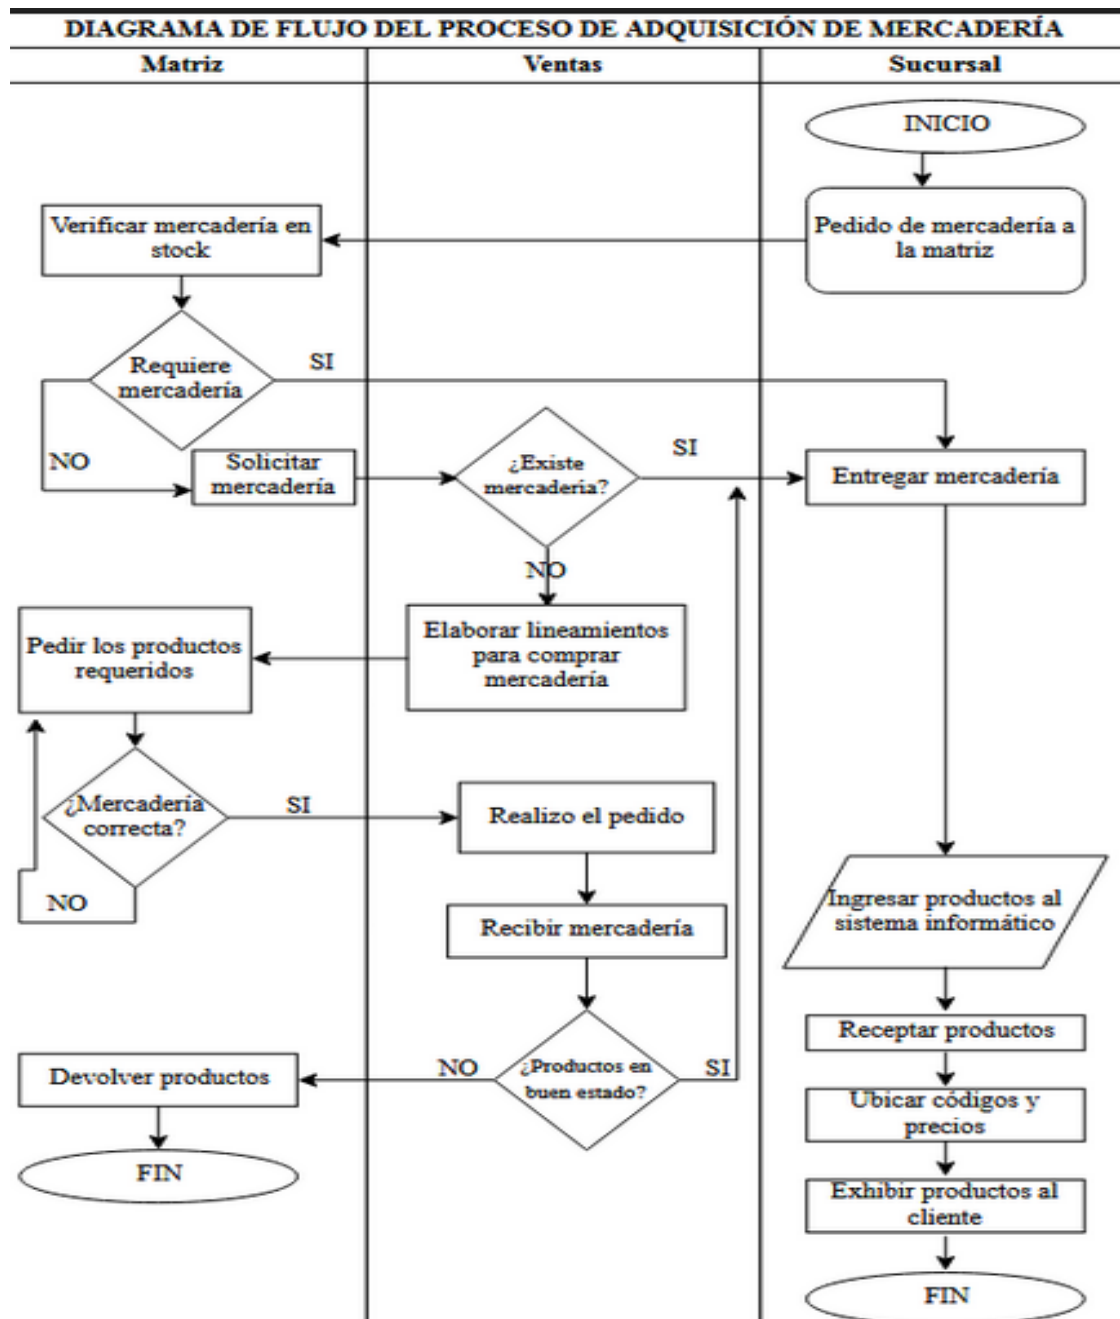 DIAGRAMA DE FLUJO DEL PROCESO DE ADQUISICIÓN DE MERCADERÍA
Matriz
Ventas
Sucursal
INICIO
Pedido de mercadería a
la matriz
Verificar mercadería en
stock
Requiere
mercadería
SI
NO
Solicitar
mercadería
¿Existe
mercaderia?
SI
Entregar mercadería
NO
Elaborar lineamientos
para comprar
mercadería
Pedir los productos
requeridos
¿Mercaderia
correcta?
SI
NO
Realizo el pedido
Recibir mercadería
¿Productos en
buen estado?
NO
SI
Devolver productos
FIN
Ingresar productos al
sistema informático
Receptar productos
Ubicar códigos y
precios
Exhibir productos al
cliente
FIN